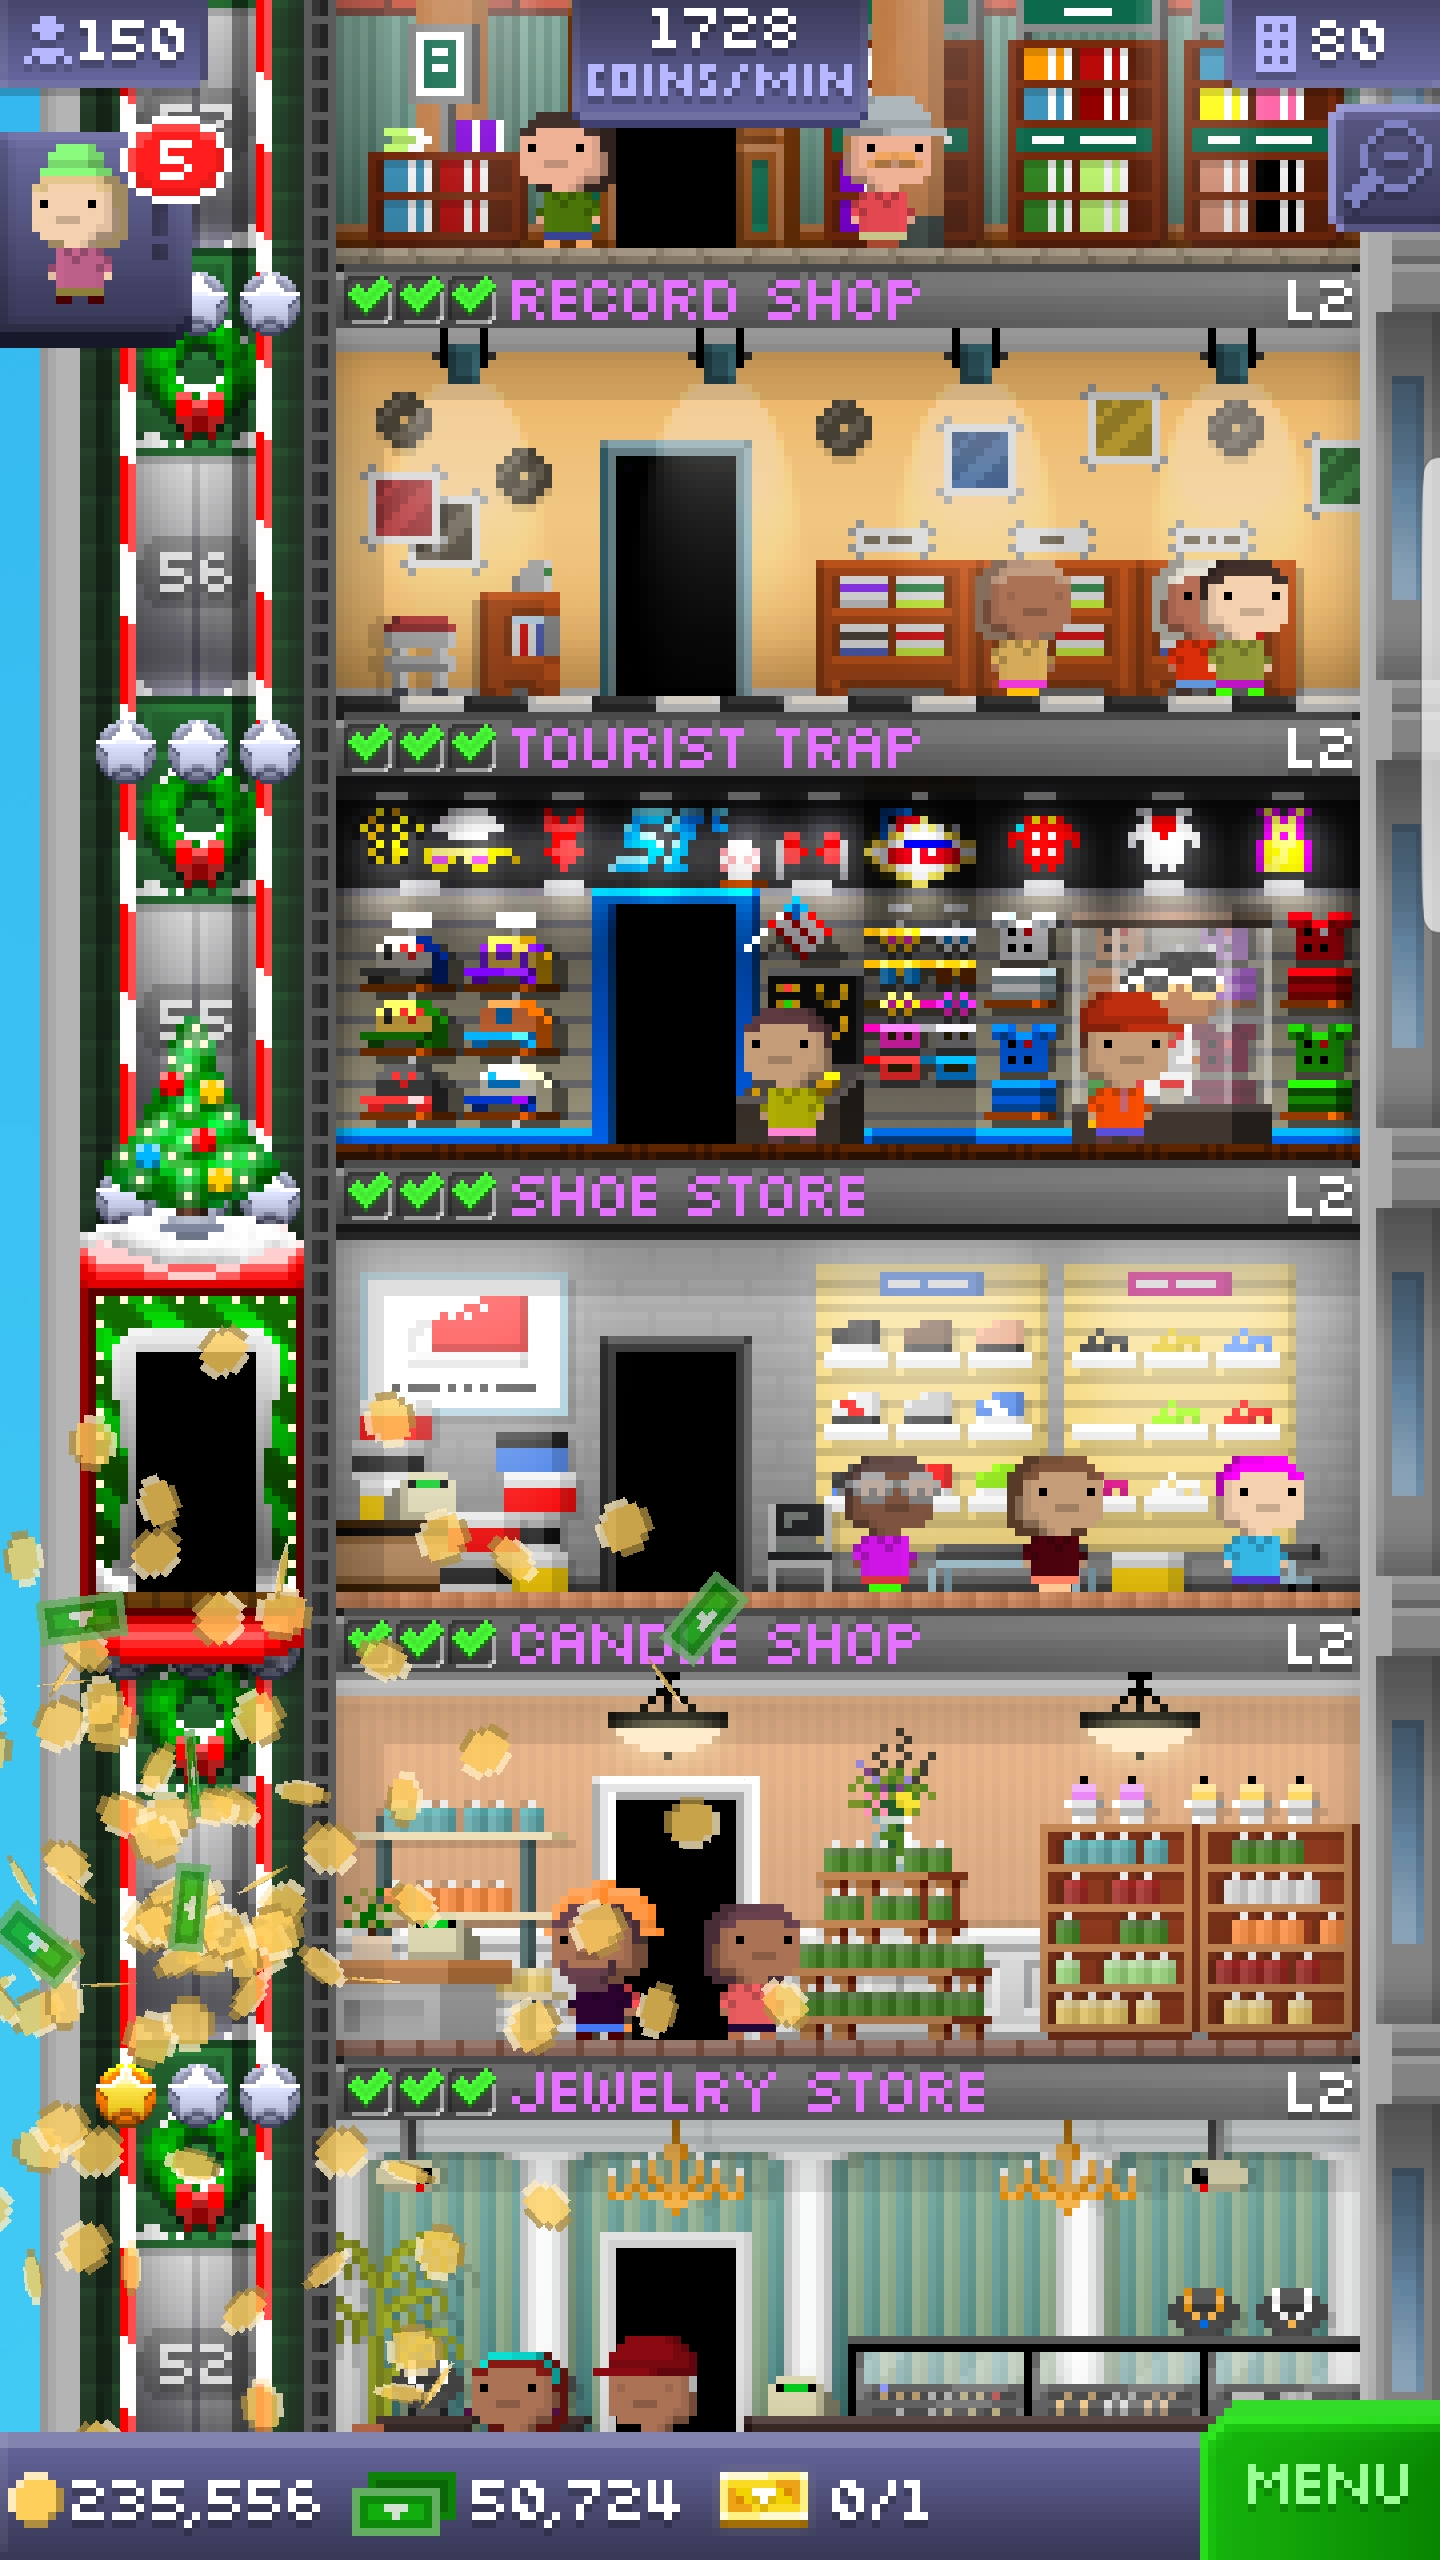 150
1728
COINS/MIN
80
5
8
RECORD SHOP L2
56
TOURIST TRAP L2
55
SHOE STORE L2
SHOP L2
JEWELRY STORE L2
52
235,556 50,724 0/1
MENU